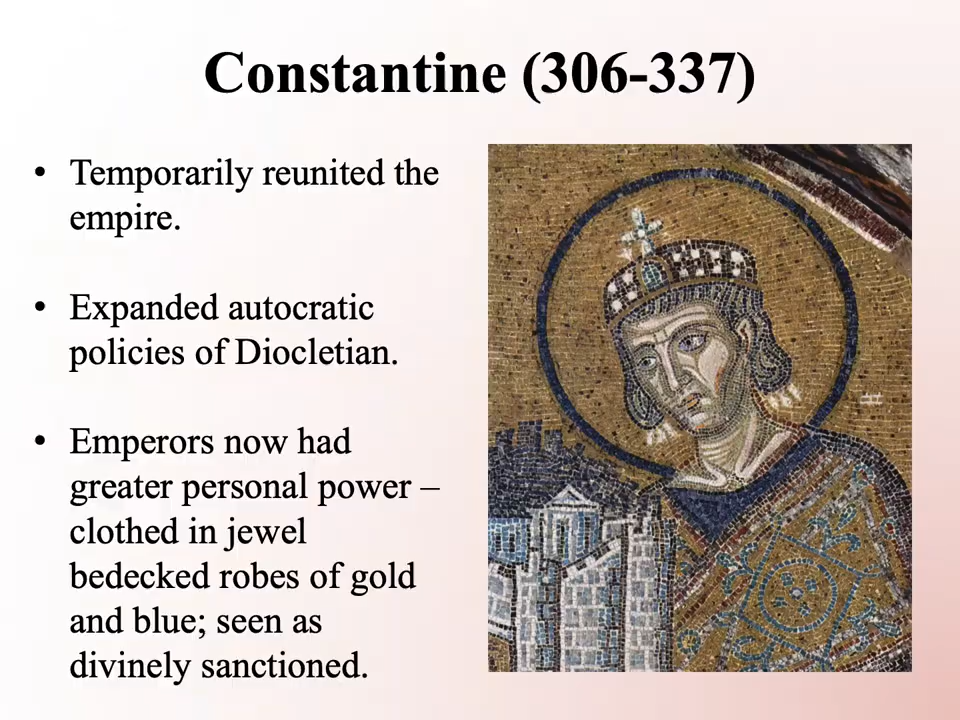 Constantine (306-337)
• Temporarily reunited the
empire.
• Expanded autocratic
policies of Diocletian.
• Emperors now had
greater personal power –
clothed in jewel
bedecked robes of gold
and blue; seen as
divinely sanctioned.